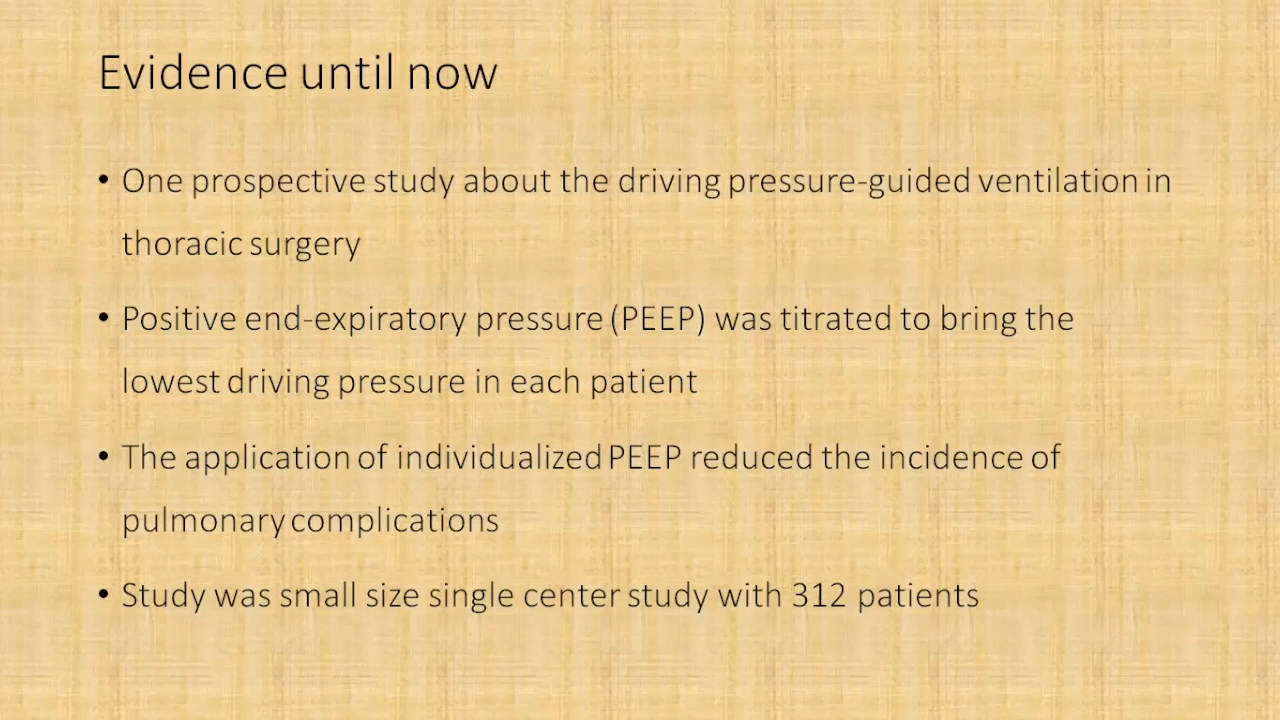 Evidence until now
• One prospective study about the driving pressure-guided ventilation in
thoracic surgery
• Positive end-expiratory pressure (PEEP) was titrated to bring the
lowest driving pressure in each patient
• The application of individualized PEEP reduced the incidence of
pulmonary complications
• Study was small size single center study with 312 patients